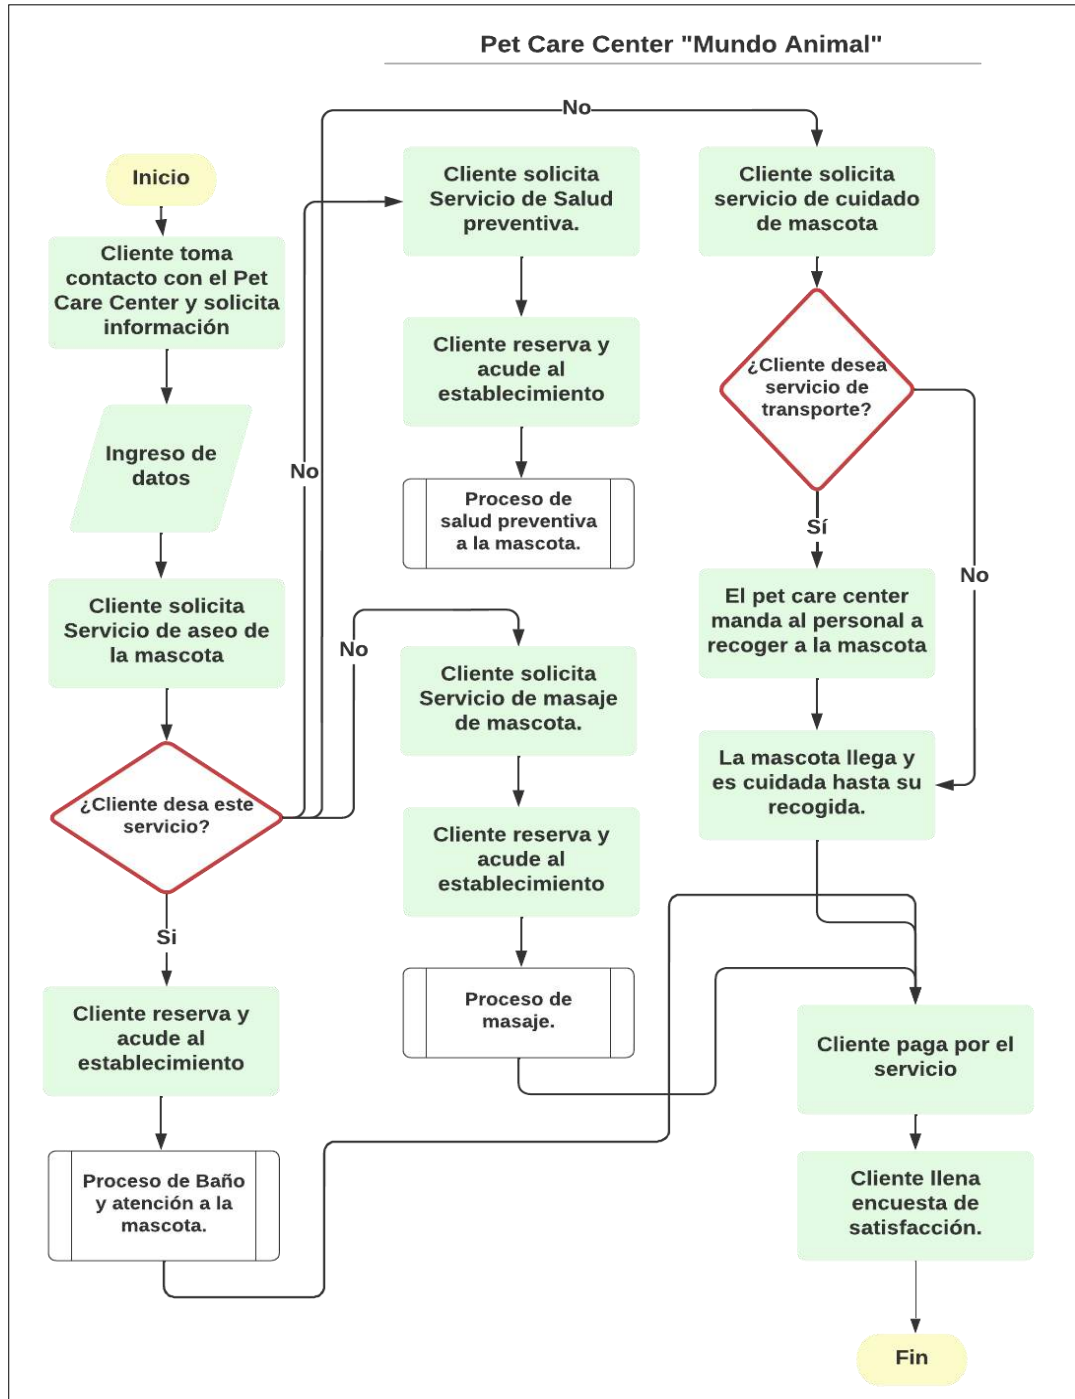 Pet Care Center "Mundo Animal"
Inicio
Cliente toma
contacto con el Pet
Care Center y solicita
información
Ingreso de
datos
Cliente solicita
Servicio de aseo de
la mascota
¿Cliente desa este
servicio?
Si
Cliente reserva y
acude al
establecimiento
Proceso de Baño
y atención a la
mascota.
No
Cliente solicita
Servicio de Salud
preventiva.
Cliente reserva y
acude al
establecimiento
Proceso de
salud preventiva
a la mascota.
No
Cliente solicita
Servicio de masaje
de mascota.
Cliente reserva y
acude al
establecimiento
Proceso de
masaje.
No
Cliente solicita
servicio de cuidado
de mascota
¿Cliente desea
servicio de
transporte?
Sí
No
El pet care center
manda al personal a
recoger a la mascota
La mascota llega y
es cuidada hasta su
recogida.
Cliente paga por el
servicio
Cliente llena
encuesta de
satisfacción.
Fin